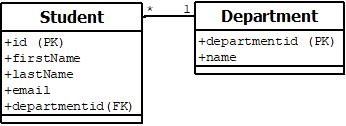 Student
+id (PK)
+firstName
+lastName
+email
+departmentid(FK)
* 1
Department
+departmentid (PK)
+name